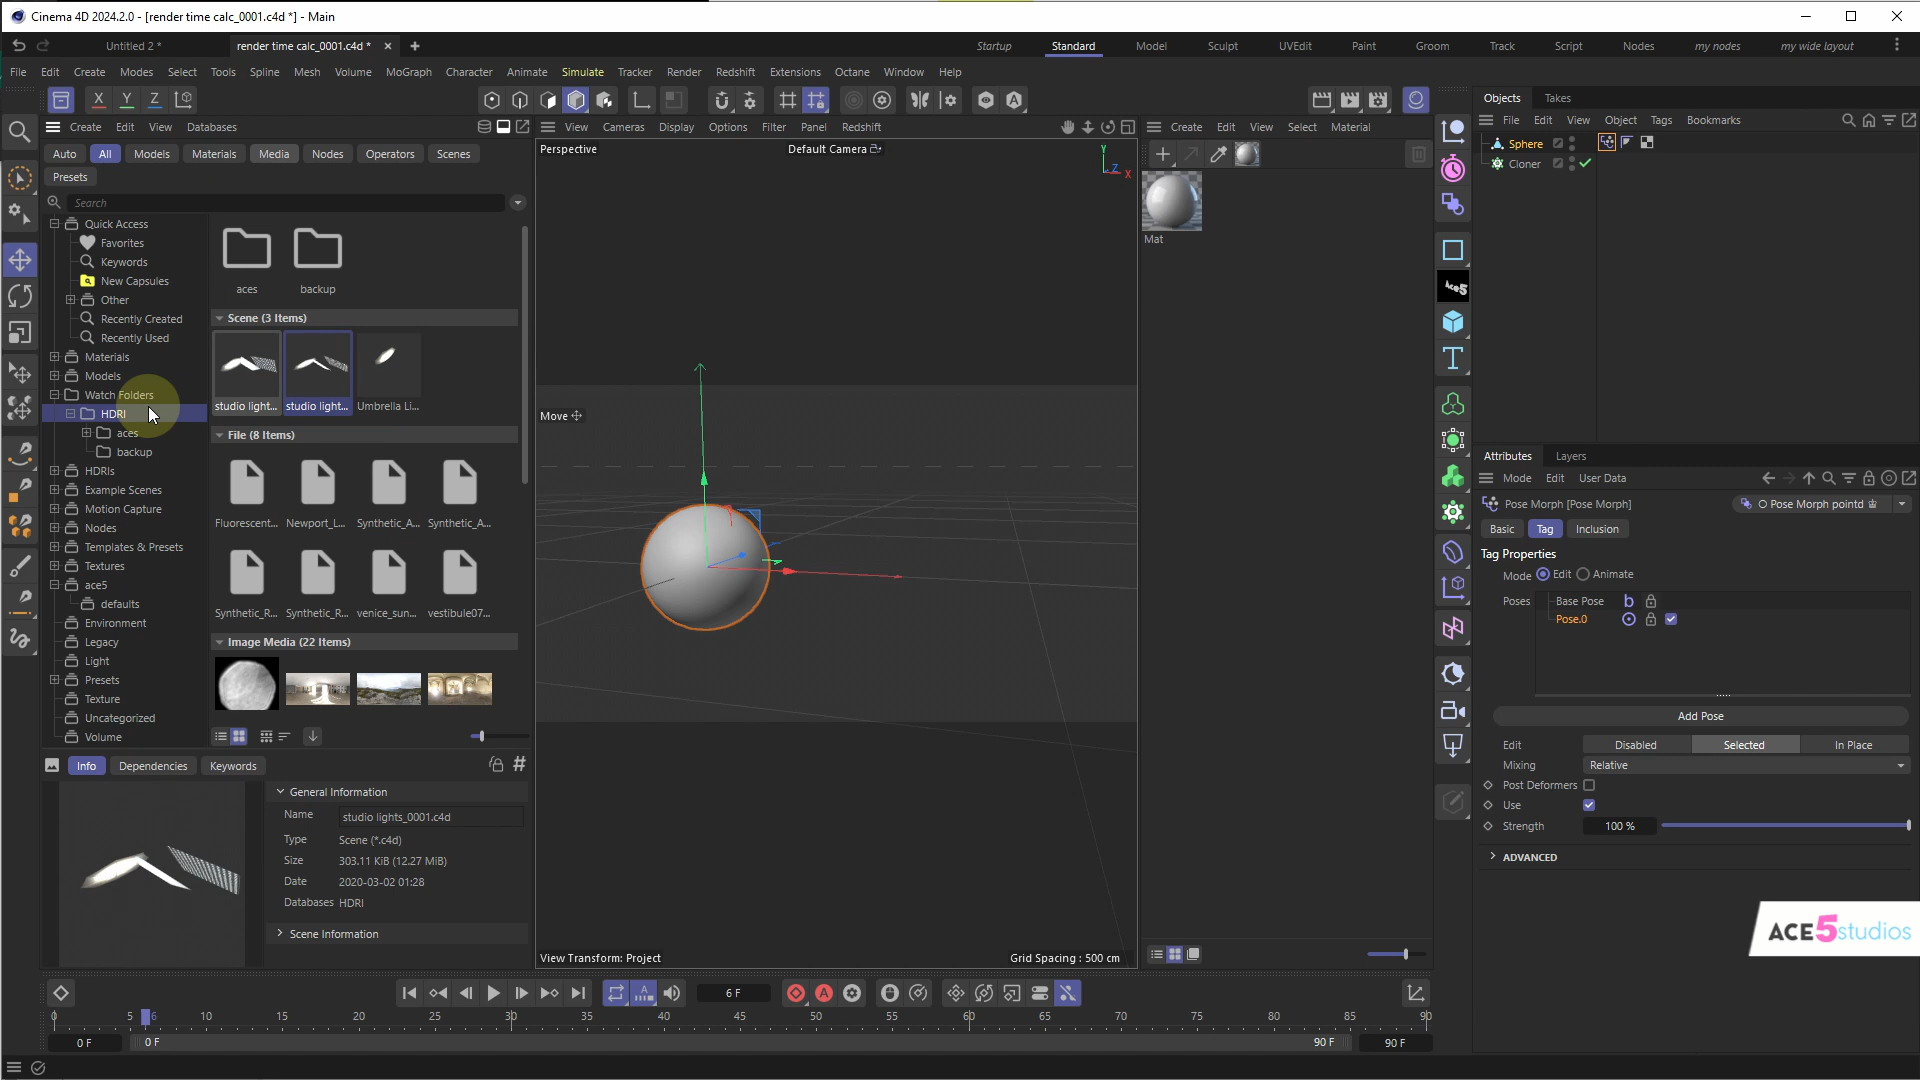 Cinema 4D 2024.2.0 - [render time calc_0001.c4d *] - Main
Untitled 2 *
render time calc_0001.c4d *
Startup Standard Model Sculpt UVEdit Paint Groom Track Script Nodes my nodes my wide layout
File Edit Create Modes Select Tools Spline Mesh Volume MoGraph Character Animate Simulate Tracker Render Redshift Extensions Octane Window Help
X Y Z
Create Edit View Databases
Auto All Models Materials Media Nodes Operators Scenes
Presets
Search
Quick Access
Favorites
Keywords
New Capsules
Other
Recently Created
Recently Used
Materials
Models
Watch Folders
HDRI
aces
backup
HDRIs
Example Scenes
Motion Capture
Nodes
Templates & Presets
Textures
ace5
defaults
Environment
Legacy
Light
Presets
Texture
Uncategorized
Volume
aces backup
Scene (3 Items)
studio light... studio light... Umbrella Li...
File (8 Items)
Fluorescent... Newport_L... Synthetic_A... Synthetic_A...
Synthetic_R... Synthetic_R... venice_sun... vestibule07...
Image Media (22 Items)
Info Dependencies Keywords
General Information
Name studio lights_0001.c4d
Type Scene (*.c4d)
Size 303.11 KiB (12.27 MiB)
Date 2020-03-02 01:28
Databases HDRI
Scene Information
View Cameras Display Options Filter Panel Redshift
Perspective
Default Camera
Y
Z
X
Move
View Transform: Project
Grid Spacing : 500 cm
Create Edit View Select Material
Mat
Ace5
Objects Takes
File Edit View Object Tags Bookmarks
Sphere
Cloner
Attributes Layers
Mode Edit User Data
Pose Morph [Pose Morph]
Pose Morph pointd
Basic Tag Inclusion
Tag Properties
Mode Edit Animate
Poses Base Pose b
Pose.0
Add Pose
Edit Disabled Selected In Place
Mixing Relative
Post Deformers
Use
Strength 100 %
ADVANCED
ACE5studios
6 F
0 5 6 10 15 20 25 30 35 40 45 50 55 60 65 70 75 80 85 90
0 F 0 F 90 F 90 F